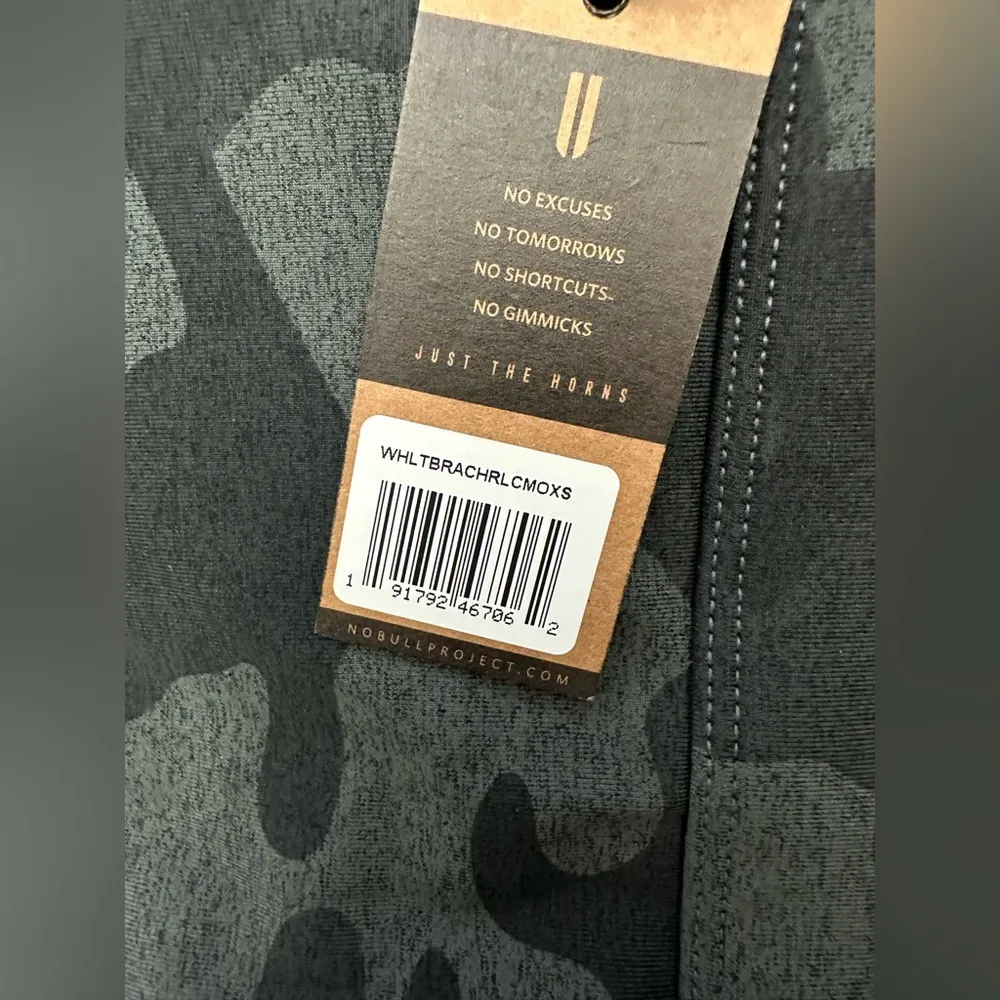 NO EXCUSES
NO TOMORROWS
NO SHORTCUTS
NO GIMMICKS
JUST THE HORNS
WHLTBRACHRLCMOXS
1 91792 46706 2
NOBULLPROJECT.COM